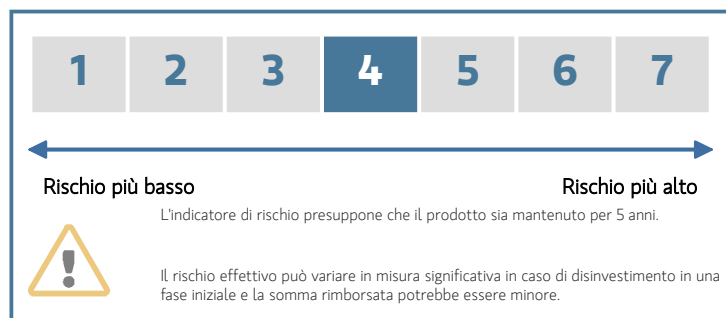 1 2 3 4 5 6 7
Rischio più basso Rischio più alto
L'indicatore di rischio presuppone che il prodotto sia mantenuto per 5 anni.
Il rischio effettivo può variare in misura significativa in caso di disinvestimento in una
fase iniziale e la somma rimborsata potrebbe essere minore.